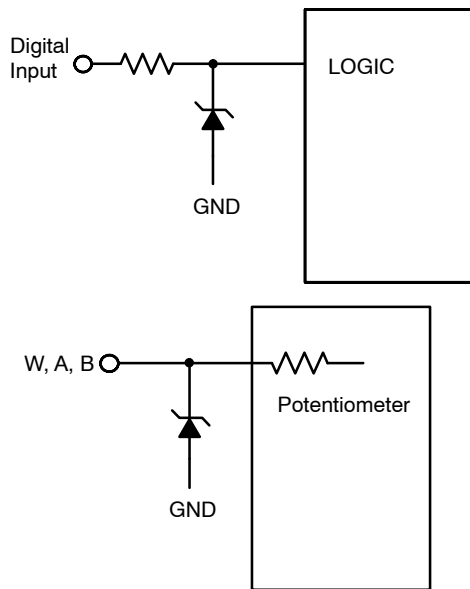 Digital
Input
LOGIC
GND
W, A, B
Potentiometer
GND